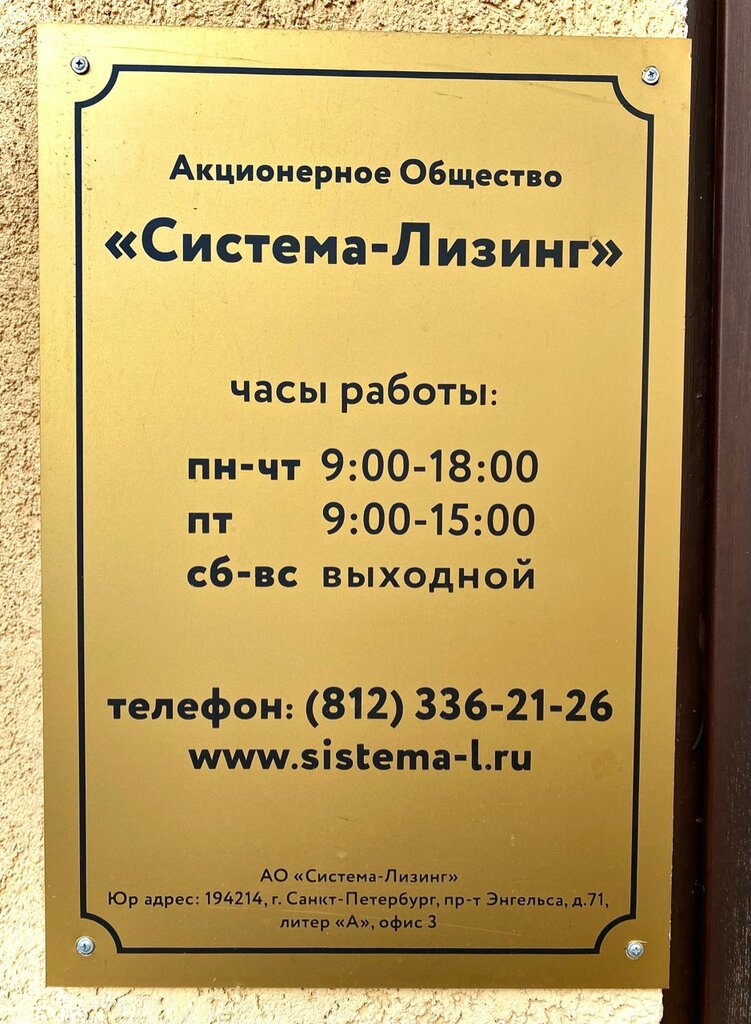 Акционерное Общество
«Система-Лизинг»
часы работы:
пн-чт 9:00-18:00
пт 9:00-15:00
сб-вс выходной
телефон: (812) 336-21-26
www.sistema-l.ru
АО «Система-Лизинг»
Юр адрес: 194214, г. Санкт-Петербург, пр-т Энгельса, д.71,
литер «А», офис 3